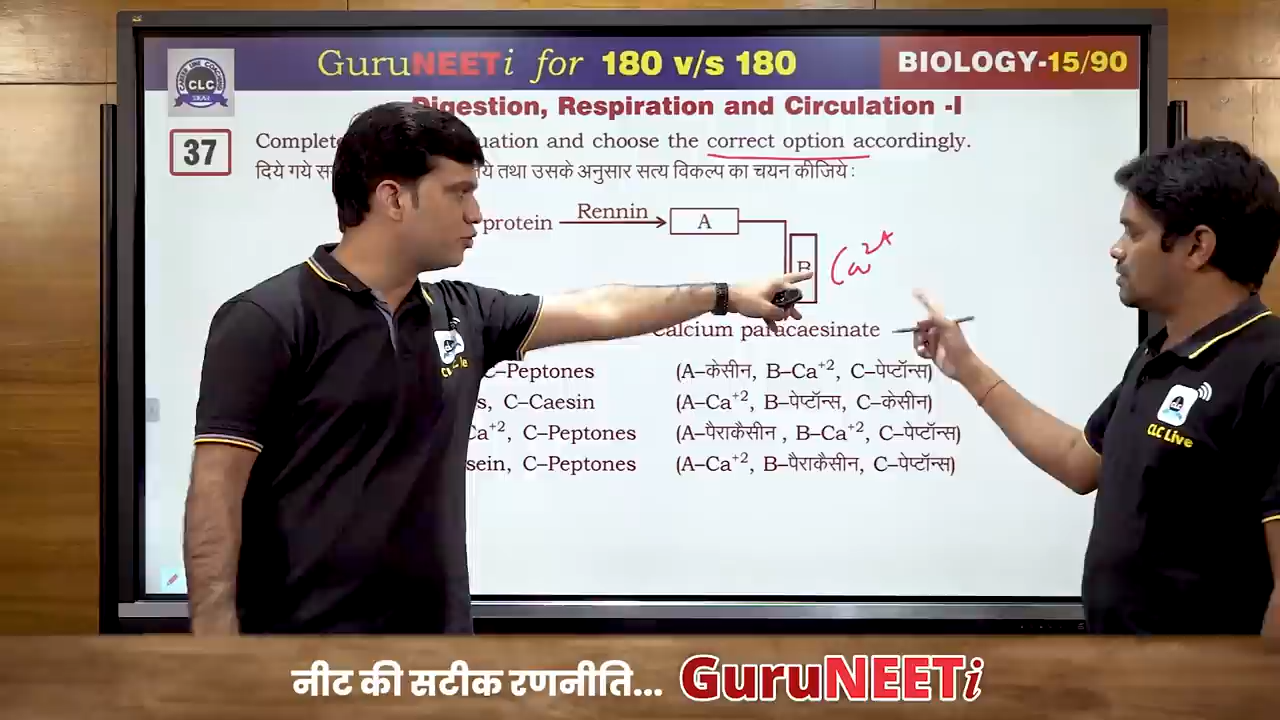 GuruNEETi for 180 v/s 180
BIOLOGY-15/90
CLC
Digestion, Respiration and Circulation -I
37
Complete uation and choose the correct option accordingly.
दिये गये तथा उसके अनुसार सत्य विकल्प का चयन कीजिये :
protein Rennin A
B Ca2+
Calcium paracaesinate
C–Peptones (A–केसीन, B–Ca+2, C–पेप्टॉन्स)
s, C–Caesin (A–Ca+2, B–पेप्टॉन्स, C–केसीन)
Ca+2, C–Peptones (A–पैराकैसीन , B–Ca+2, C–पेप्टॉन्स)
sein, C–Peptones (A–Ca+2, B–पैराकैसीन, C–पेप्टॉन्स)
CLC
CLC Live
नीट की सटीक रणनीति... GuruNEETi